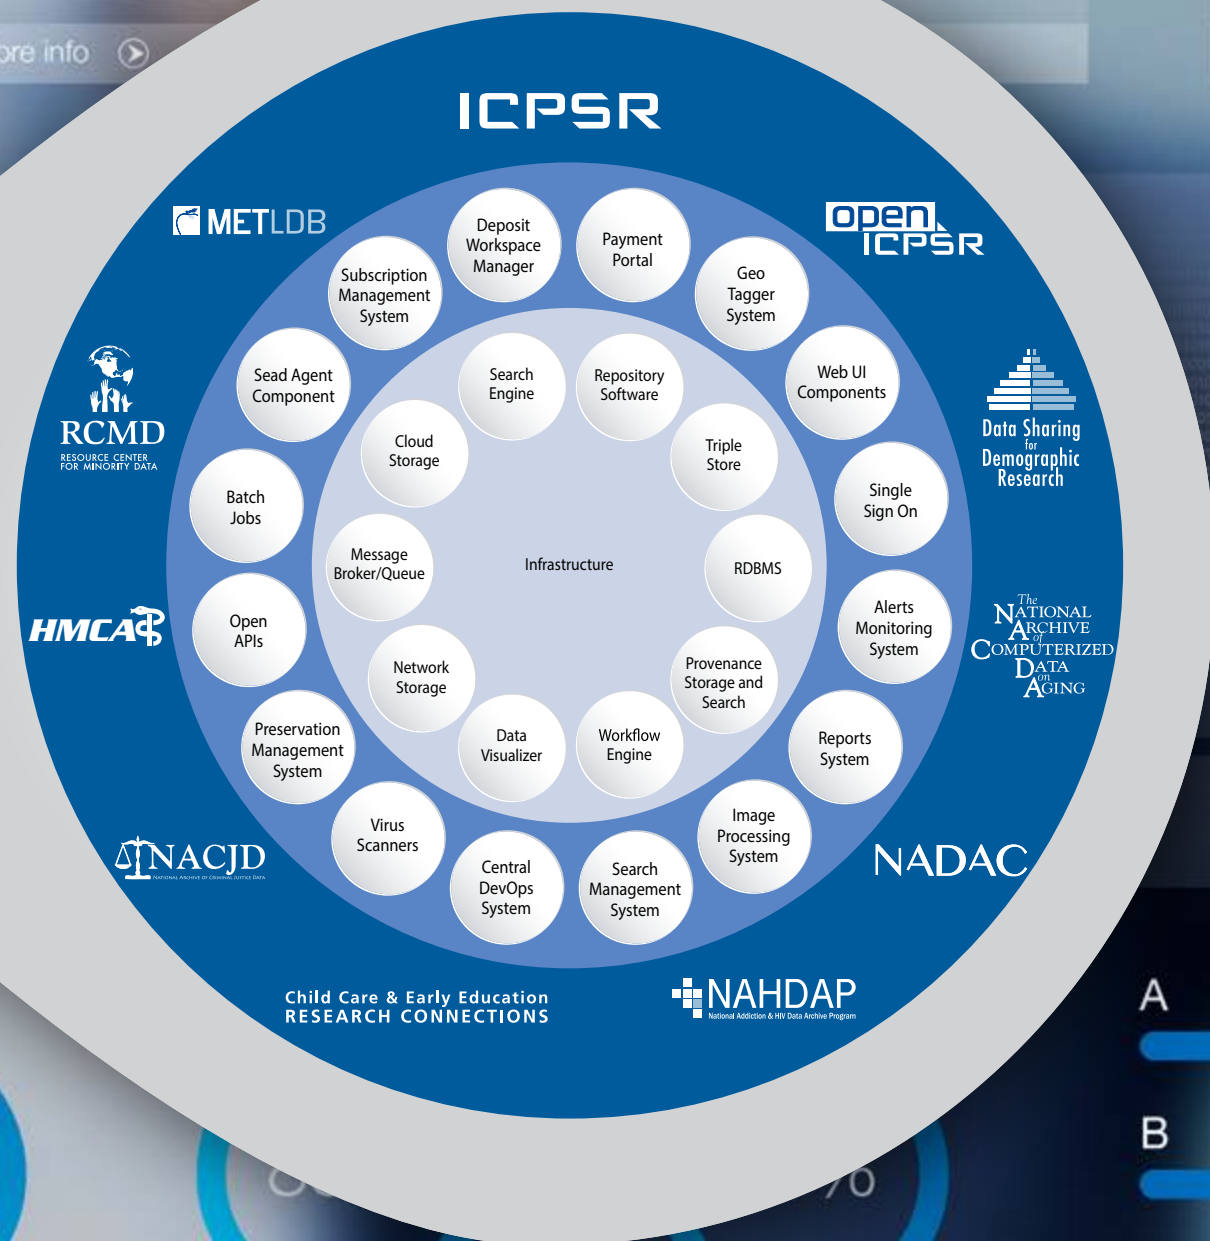 ore info
ICPSR
METLDB
open
ICPSR
Deposit
Workspace
Manager
Payment
Portal
Subscription
Management
System
Geo
Tagger
System
Sead Agent
Component
Search
Engine
Repository
Software
Web UI
Components
RCMD
RESOURCE CENTER
FOR MINORITY DATA
Cloud
Storage
Triple
Store
Data Sharing
for
Demographic
Research
Batch
Jobs
Single
Sign On
Message
Broker/Queue
Infrastructure
RDBMS
HMCA
Open
APIs
Alerts
Monitoring
System
The
NATIONAL
ARCHIVE
of
COMPUTERIZED
DATA
on
AGING
Network
Storage
Provenance
Storage and
Search
Preservation
Management
System
Data
Visualizer
Workflow
Engine
Reports
System
Virus
Scanners
Image
Processing
System
NACJD
NATIONAL ARCHIVE OF CRIMINAL JUSTICE DATA
Central
DevOps
System
Search
Management
System
NADAC
Child Care & Early Education
RESEARCH CONNECTIONS
NAHDAP
National Addiction & HIV Data Archive Program
A
B